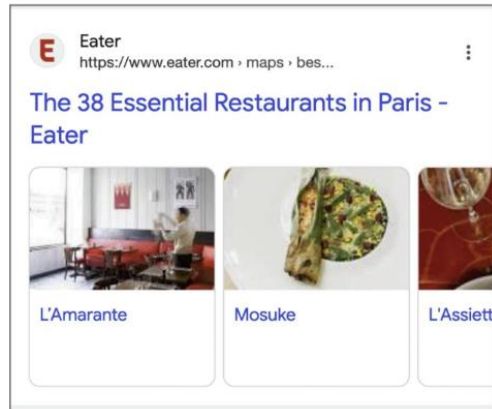 E
Eater
https://www.eater.com › maps › bes...
The 38 Essential Restaurants in Paris -
Eater
L'Amarante
Mosuke
L'Assiett